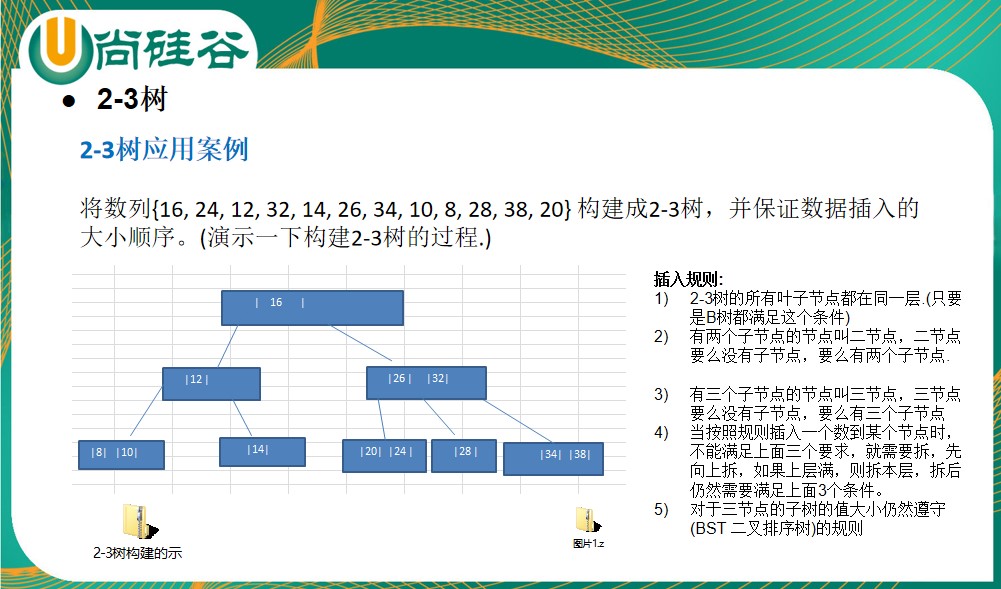 尚硅谷
● 2-3树
2-3树应用案例
将数列{16, 24, 12, 32, 14, 26, 34, 10, 8, 28, 38, 20} 构建成2-3树，并保证数据插入的
大小顺序。(演示一下构建2-3树的过程.)
| 16 |
|12 |
|26 | |32|
|8| |10|
|14|
|20| |24 |
|28 |
|34| |38|
2-3树构建的示
图片1.z
插入规则:
1) 2-3树的所有叶子节点都在同一层.(只要
是B树都满足这个条件)
2) 有两个子节点的节点叫二节点，二节点
要么没有子节点，要么有两个子节点.
3) 有三个子节点的节点叫三节点，三节点
要么没有子节点，要么有三个子节点
4) 当按照规则插入一个数到某个节点时，
不能满足上面三个要求，就需要拆，先
向上拆，如果上层满，则拆本层，拆后
仍然需要满足上面3个条件。
5) 对于三节点的子树的值大小仍然遵守
(BST 二叉排序树)的规则